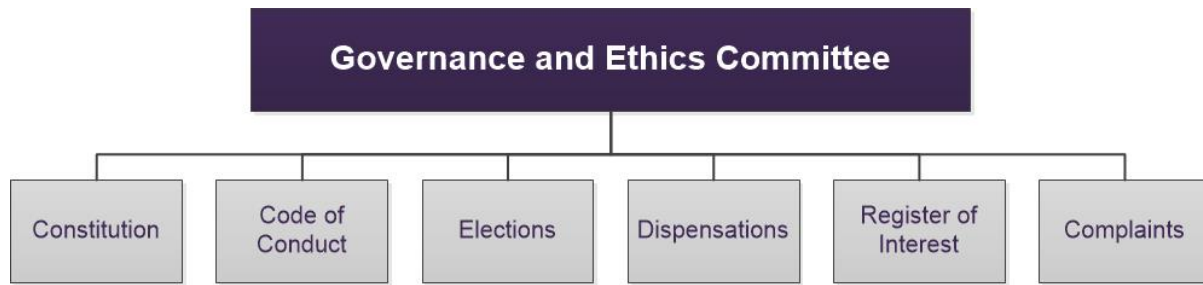 Governance and Ethics Committee
Constitution
Code of
Conduct
Elections
Dispensations
Register of
Interest
Complaints